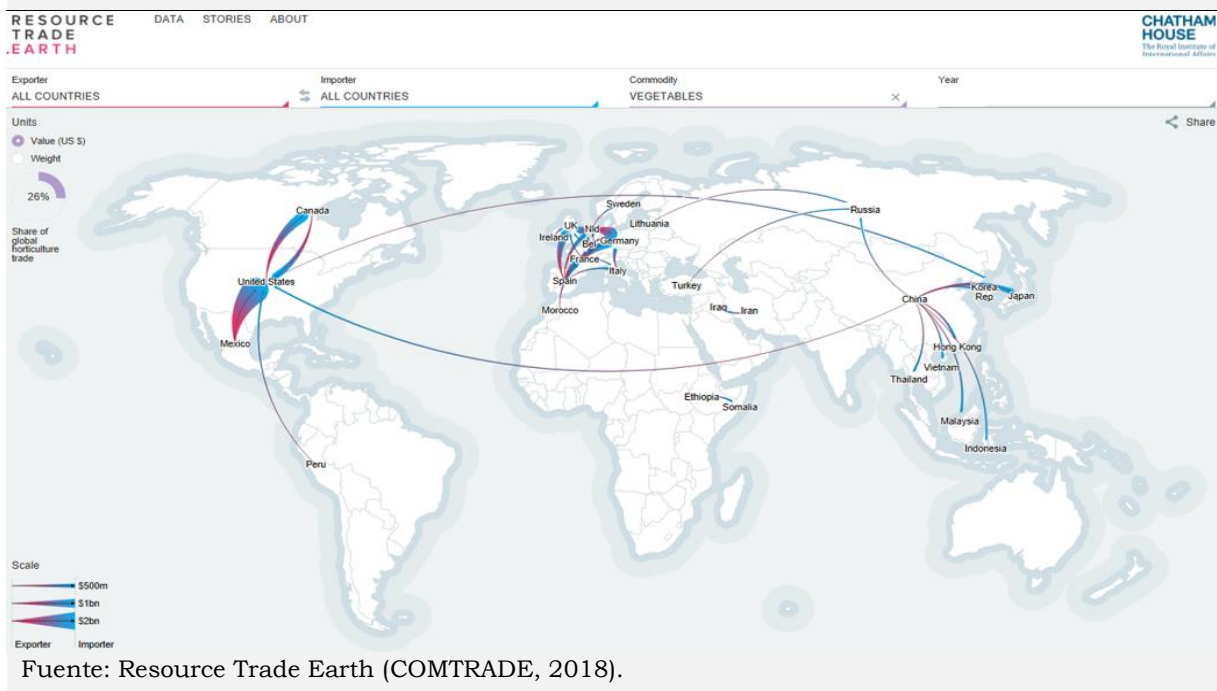 RESOURCE
TRADE
.EARTH
DATA STORIES ABOUT
CHATHAM
HOUSE
The Royal Institute of
International Affairs
Exporter
ALL COUNTRIES
Importer
ALL COUNTRIES
Commodity
VEGETABLES
Year
Units
Value (US $)
Weight
26%
Share of
global
horticulture
trade
Share
Canada
United States
Mexico
Peru
Sweden
UK
Nld
Lithuania
Ireland
Bel
Germany
France
Spain
Italy
Morocco
Turkey
Iraq
Iran
Ethiopia
Somalia
Russia
China
Korea
Rep
Japan
Hong Kong
Vietnam
Thailand
Malaysia
Indonesia
Scale
$500m
$1bn
$2bn
Exporter Importer
Fuente: Resource Trade Earth (COMTRADE, 2018).